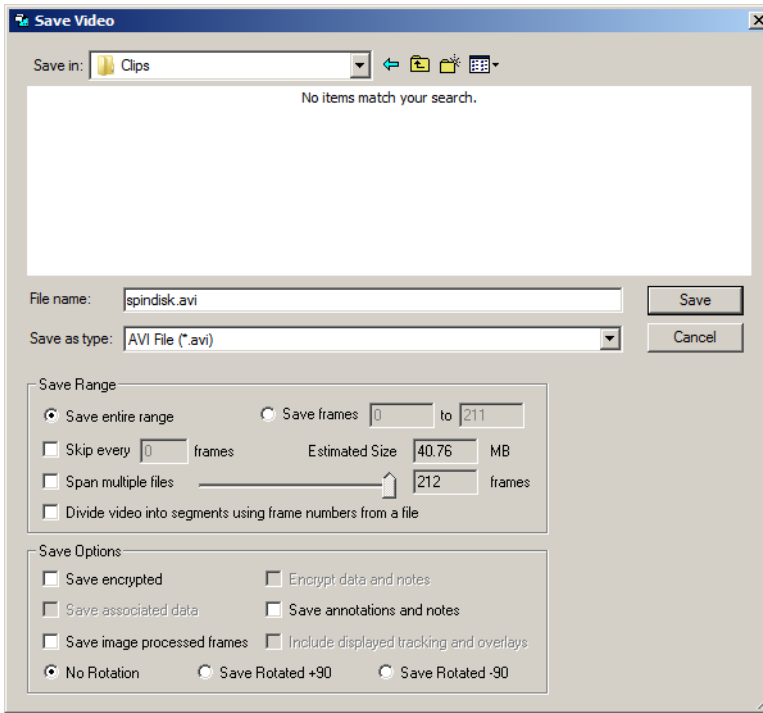 Save Video
Save in: Clips
No items match your search.
File name: spindisk.avi Save
Save as type: AVI File (*.avi) Cancel
Save Range
Save entire range Save frames 0 to 211
Skip every 0 frames Estimated Size 40.76 MB
Span multiple files 212 frames
Divide video into segments using frame numbers from a file
Save Options
Save encrypted Encrypt data and notes
Save associated data Save annotations and notes
Save image processed frames Include displayed tracking and overlays
No Rotation Save Rotated +90 Save Rotated -90